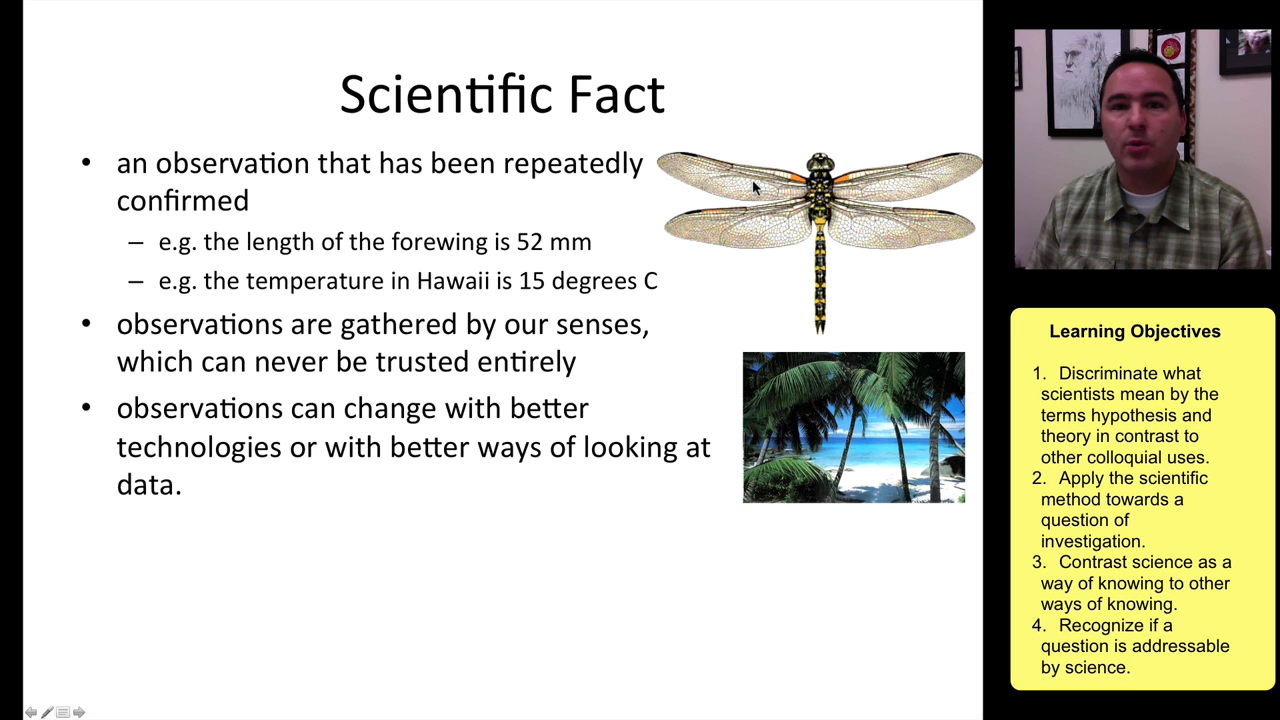 Scientific Fact
• an observation that has been repeatedly
confirmed
– e.g. the length of the forewing is 52 mm
– e.g. the temperature in Hawaii is 15 degrees C
• observations are gathered by our senses,
which can never be trusted entirely
• observations can change with better
technologies or with better ways of looking at
data.
Learning Objectives
1. Discriminate what
scientists mean by the
terms hypothesis and
theory in contrast to
other colloquial uses.
2. Apply the scientific
method towards a
question of
investigation.
3. Contrast science as a
way of knowing to other
ways of knowing.
4. Recognize if a
question is addressable
by science.